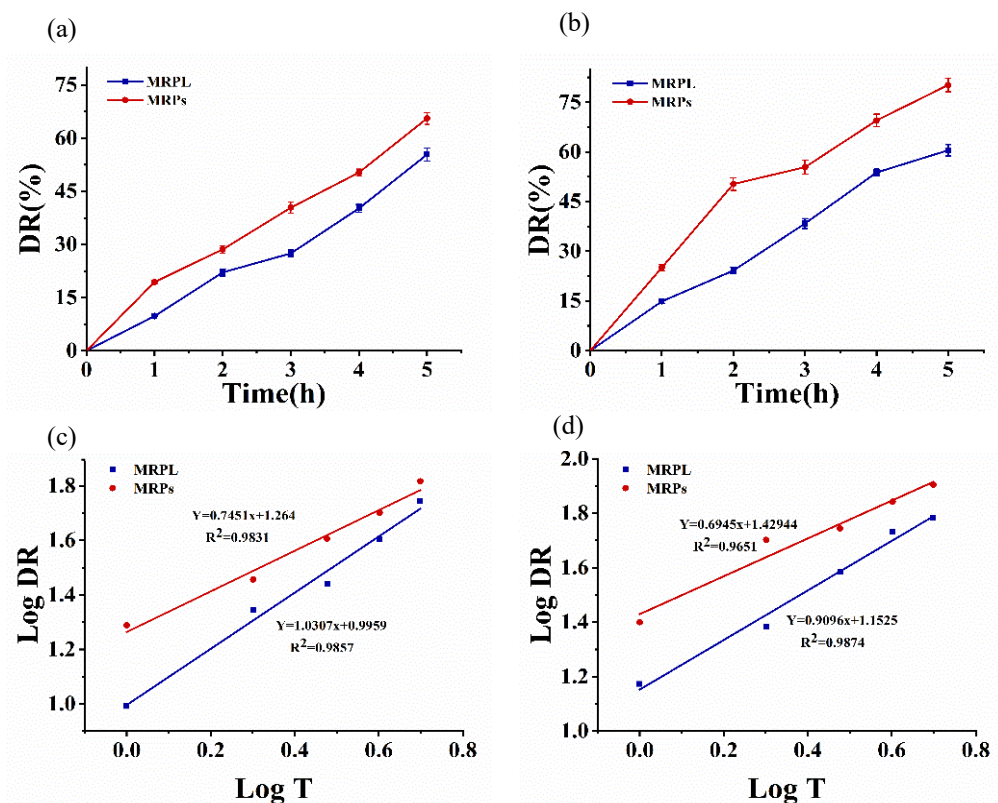 (a)
MRPL
MRPs
75
60
45
30
15
0
DR(%)
0 1 2 3 4 5
Time(h)
(b)
MRPL
MRPs
75
60
45
30
15
0
DR(%)
0 1 2 3 4 5
Time(h)
(c)
MRPL
MRPs
1.8
1.6
1.4
1.2
1.0
Log DR
Y=0.7451x+1.264
R²=0.9831
Y=1.0307x+0.9959
R²=0.9857
0.0 0.2 0.4 0.6 0.8
Log T
(d)
MRPL
MRPs
2.0
1.8
1.6
1.4
1.2
1.0
Log DR
Y=0.6945x+1.42944
R²=0.9651
Y=0.9096x+1.1525
R²=0.9874
0.0 0.2 0.4 0.6 0.8
Log T